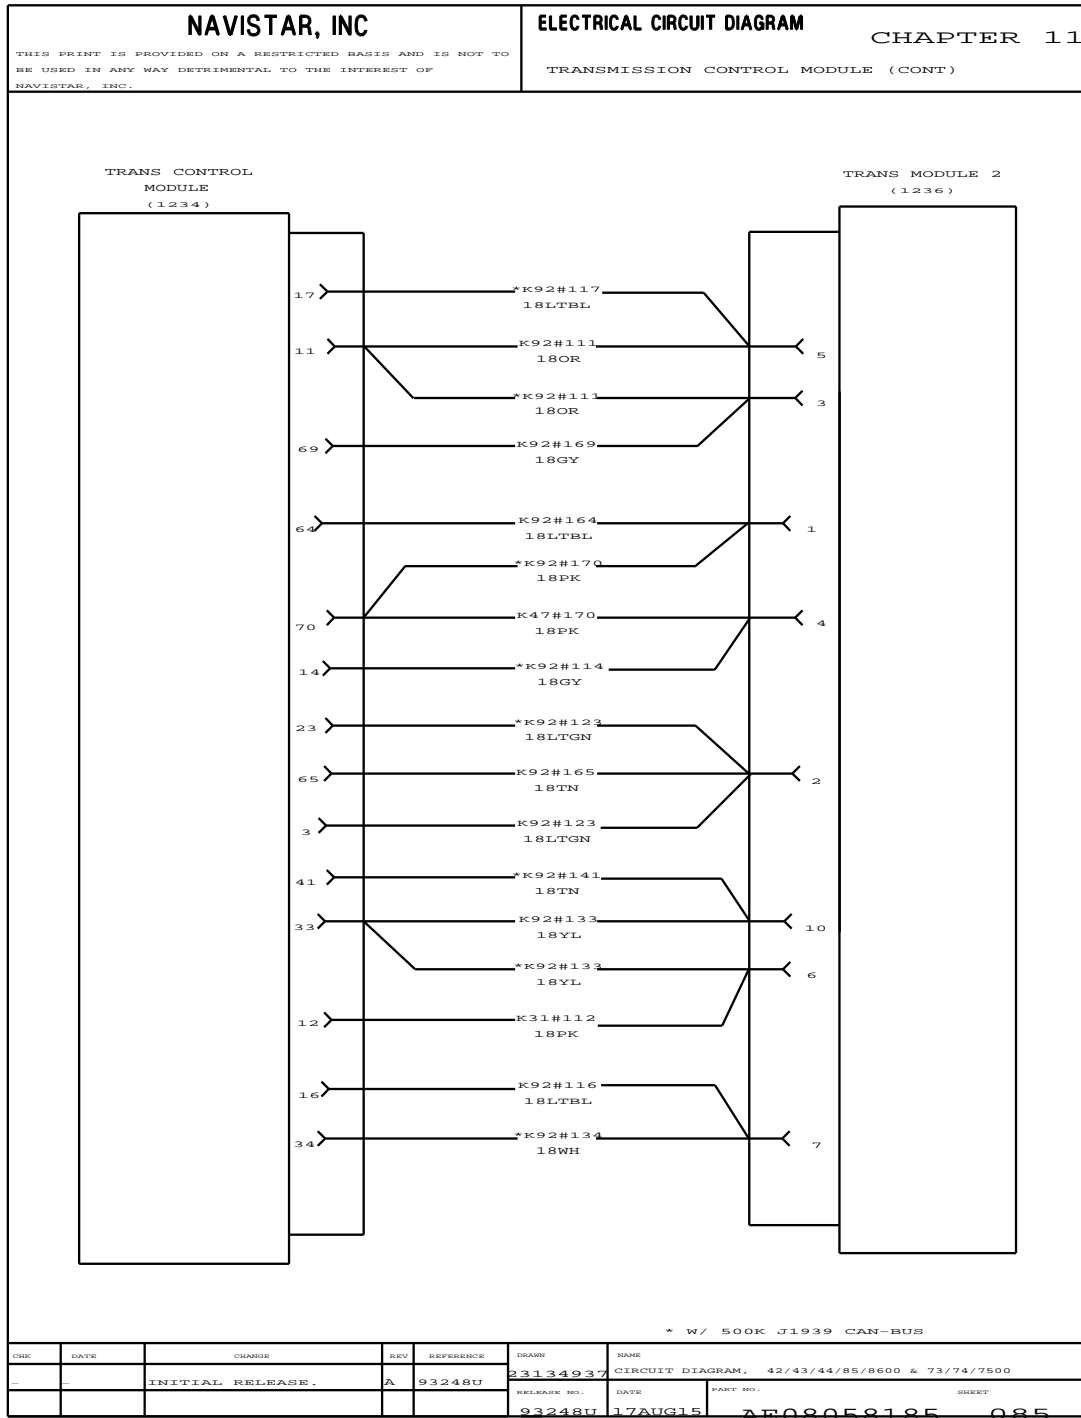 NAVISTAR, INC
THIS PRINT IS PROVIDED ON A RESTRICTED BASIS AND IS NOT TO
BE USED IN ANY WAY DETRIMENTAL TO THE INTEREST OF
NAVISTAR, INC.
ELECTRICAL CIRCUIT DIAGRAM
CHAPTER 11
TRANSMISSION CONTROL MODULE (CONT)
TRANS CONTROL
MODULE
(1234)
TRANS MODULE 2
(1236)
17
*K92#117
18LTBL
11
K92#111
18OR
5
*K92#111
18OR
3
69
K92#169
18GY
64
K92#164
18LTBL
1
*K92#170
18PK
70
K47#170
18PK
4
14
*K92#114
18GY
23
*K92#123
18LTGN
65
K92#165
18TN
2
3
K92#123
18LTGN
41
*K92#141
18TN
33
K92#133
18YL
10
*K92#133
18YL
6
12
K31#112
18PK
16
K92#116
18LTBL
34
*K92#134
18WH
7
* W/ 500K J1939 CAN-BUS
CHK DATE CHANGE REV REFERENCE DRAWN NAME
- - INITIAL RELEASE. A 93248U 23134937 CIRCUIT DIAGRAM, 42/43/44/85/8600 & 73/74/7500
RELEASE NO. DATE PART NO. SHEET
93248U 17AUG15 AE08058185 085